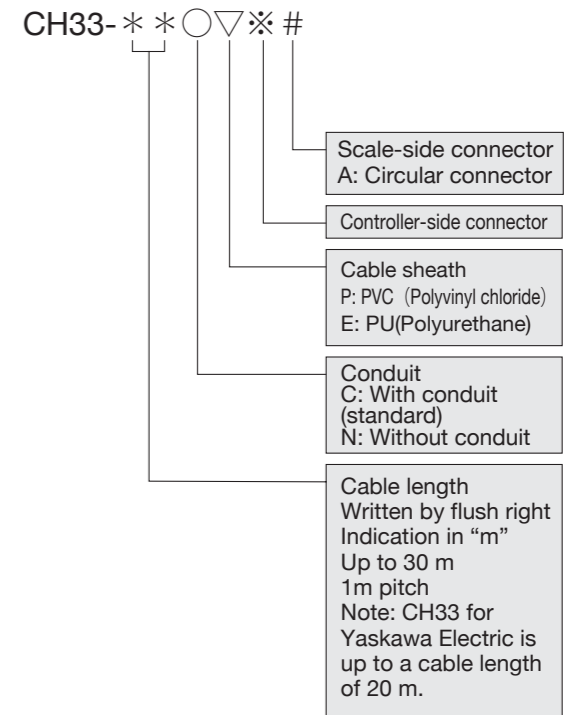 CH33-＊＊○▽※#
Scale-side connector
A: Circular connector
Controller-side connector
Cable sheath
P: PVC（Polyvinyl chloride）
E: PU(Polyurethane)
Conduit
C: With conduit
(standard)
N: Without conduit
Cable length
Written by flush right
Indication in “m”
Up to 30 m
1m pitch
Note: CH33 for
Yaskawa Electric is
up to a cable length
of 20 m.